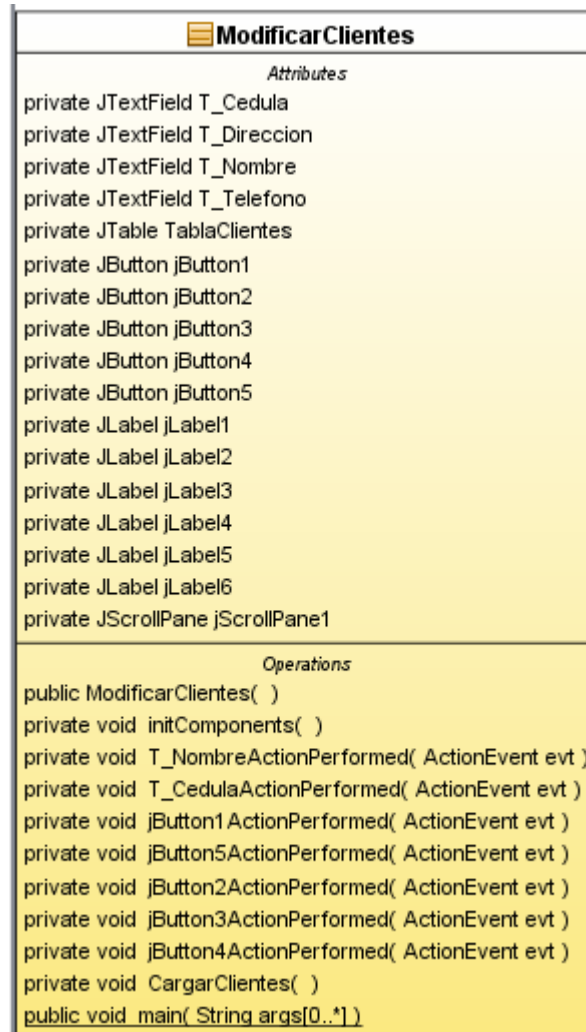 ModificarClientes
Attributes
private JTextField T_Cedula
private JTextField T_Direccion
private JTextField T_Nombre
private JTextField T_Telefono
private JTable TablaClientes
private JButton jButton1
private JButton jButton2
private JButton jButton3
private JButton jButton4
private JButton jButton5
private JLabel jLabel1
private JLabel jLabel2
private JLabel jLabel3
private JLabel jLabel4
private JLabel jLabel5
private JLabel jLabel6
private JScrollPane jScrollPane1
Operations
public ModificarClientes( )
private void initComponents( )
private void T_NombreActionPerformed( ActionEvent evt )
private void T_CedulaActionPerformed( ActionEvent evt )
private void jButton1ActionPerformed( ActionEvent evt )
private void jButton5ActionPerformed( ActionEvent evt )
private void jButton2ActionPerformed( ActionEvent evt )
private void jButton3ActionPerformed( ActionEvent evt )
private void jButton4ActionPerformed( ActionEvent evt )
private void CargarClientes( )
public void main( String args[0..*] )